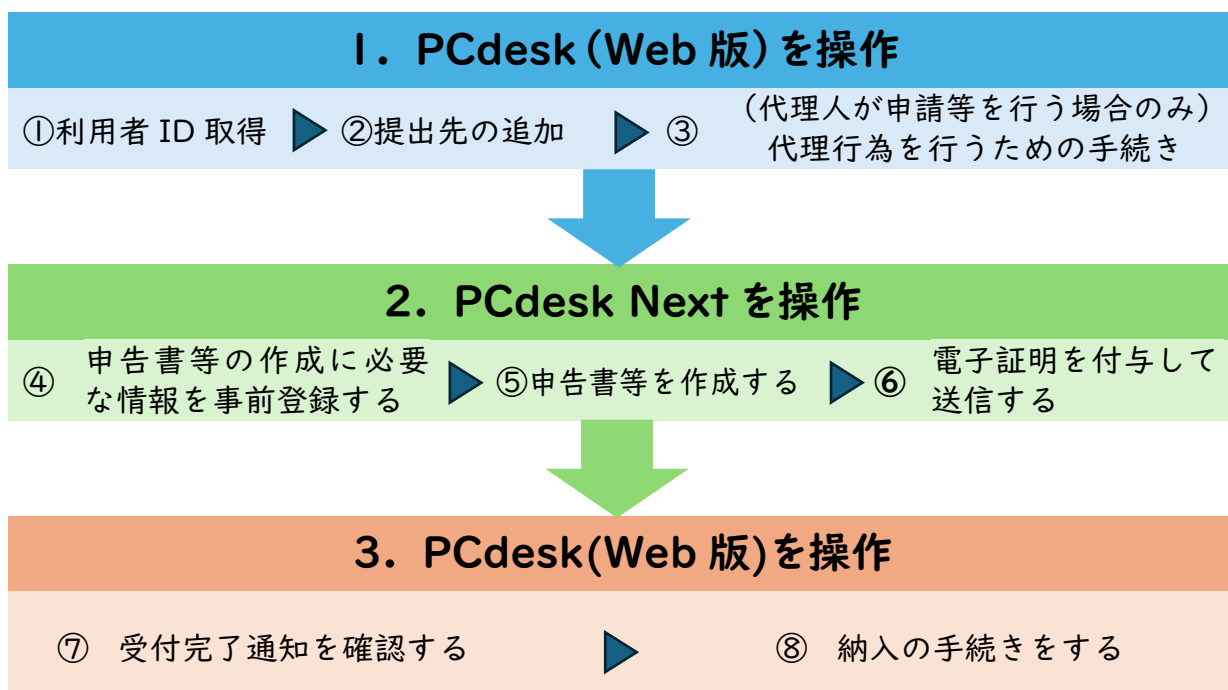 1. PCdesk(Web 版)を操作
①利用者 ID 取得
②提出先の追加
③
(代理人が申請等を行う場合のみ)
代理行為を行うための手続き
2. PCdesk Next を操作
④
申告書等の作成に必要
な情報を事前登録する
⑤申告書等を作成する
⑥
電子証明を付与して
送信する
3. PCdesk(Web 版)を操作
⑦ 受付完了通知を確認する
⑧ 納入の手続きをする